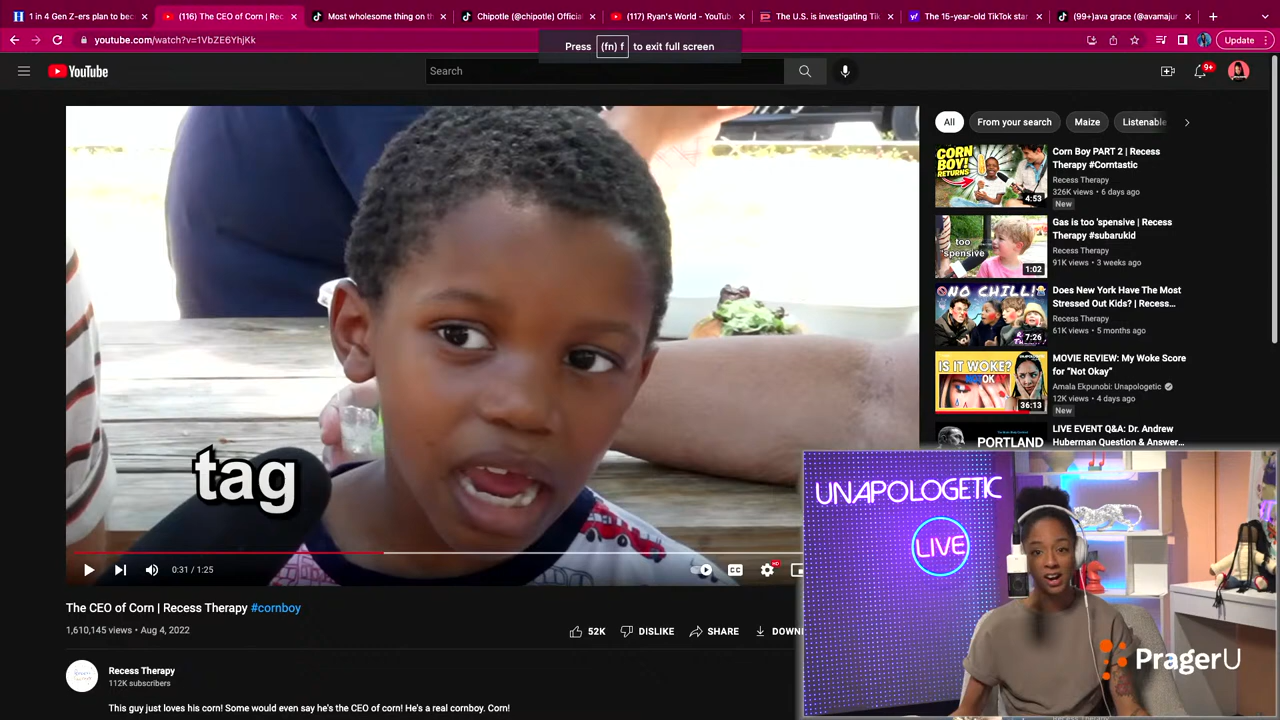 1 in 4 Gen Z-ers plan to bec
(116) The CEO of Corn | Rec
Most wholesome thing on th
Chipotle (@chipotle) Offici
(117) Ryan's World - YouTub
The U.S. is investigating Tik
The 15-year-old TikTok star
(99+)ava grace (@avamajur
youtube.com/watch?v=1VbZE6YhjKk
Update
Press (fn) f to exit full screen
YouTube
Search
9+
All
From your search
Maize
Listenable
CORN BOY! RETURNS
4:53
Corn Boy PART 2 | Recess
Therapy #Corntastic
Recess Therapy
326K views • 6 days ago
New
too 'spensive
1:02
Gas is too 'spensive | Recess
Therapy #subarukid
Recess Therapy
91K views • 3 weeks ago
NO CHILL!
7:26
Does New York Have The Most
Stressed Out Kids? | Recess...
Recess Therapy
61K views • 5 months ago
IS IT WOKE?
NOT OK
36:13
MOVIE REVIEW: My Woke Score
for "Not Okay"
Amala Ekpunobi: Unapologetic
12K views • 4 days ago
New
PORTLAND
LIVE EVENT Q&A: Dr. Andrew
Huberman Question & Answer...
tag
0:31 / 1:25
CC
HD
The CEO of Corn | Recess Therapy #cornboy
1,610,145 views • Aug 4, 2022
52K
DISLIKE
SHARE
DOWN
Recess Therapy
112K subscribers
This guy just loves his corn! Some would even say he's the CEO of corn! He's a real cornboy. Corn!
UNAPOLOGETIC
LIVE
PragerU